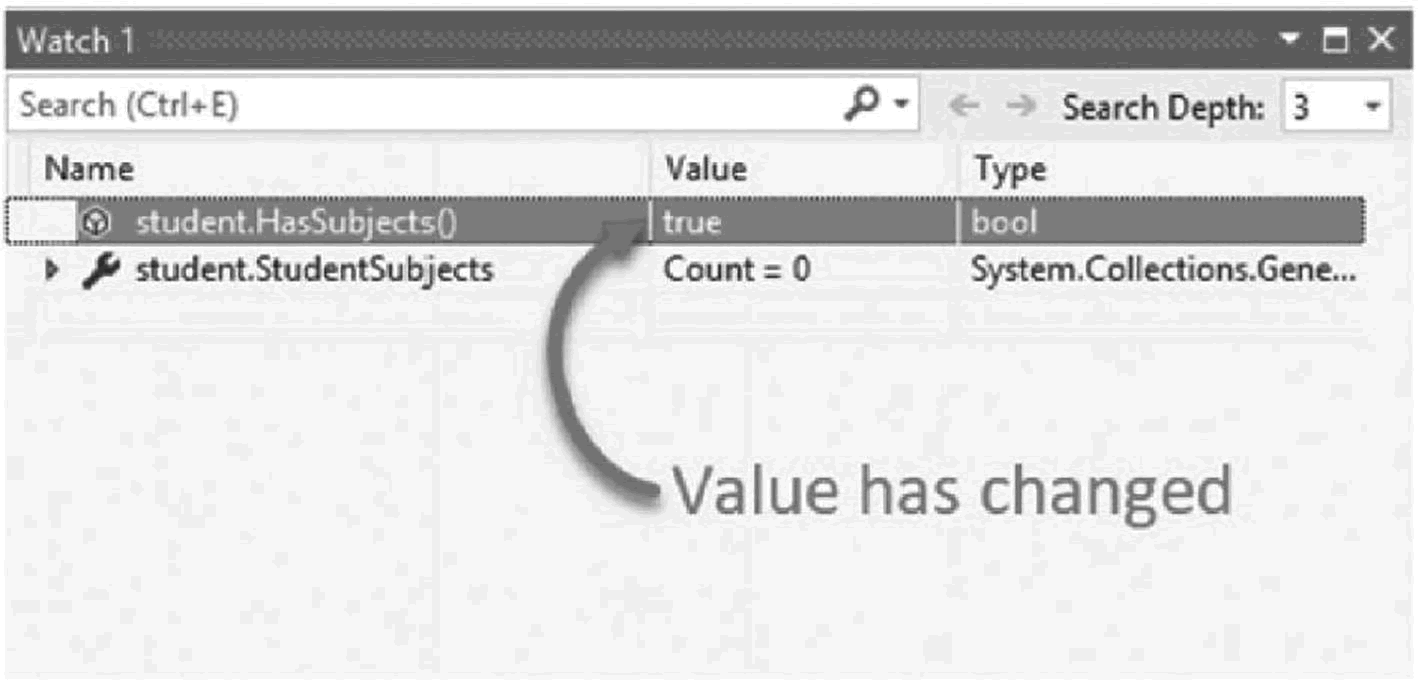 Watch 1
Search (Ctrl+E) Search Depth: 3
Name Value Type
student.HasSubjects() true bool
student.StudentSubjects Count = 0 System.Collections.Gene...
Value has changed